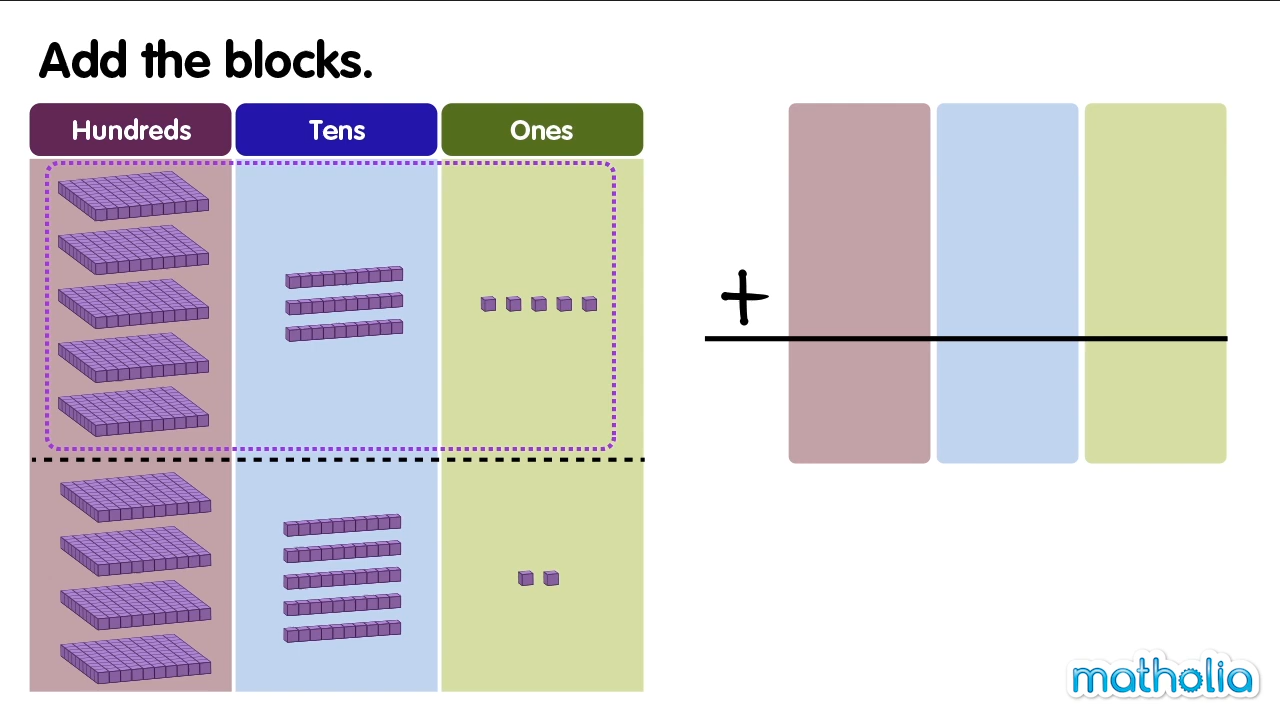 Add the blocks.
Hundreds Tens Ones
+
matholia